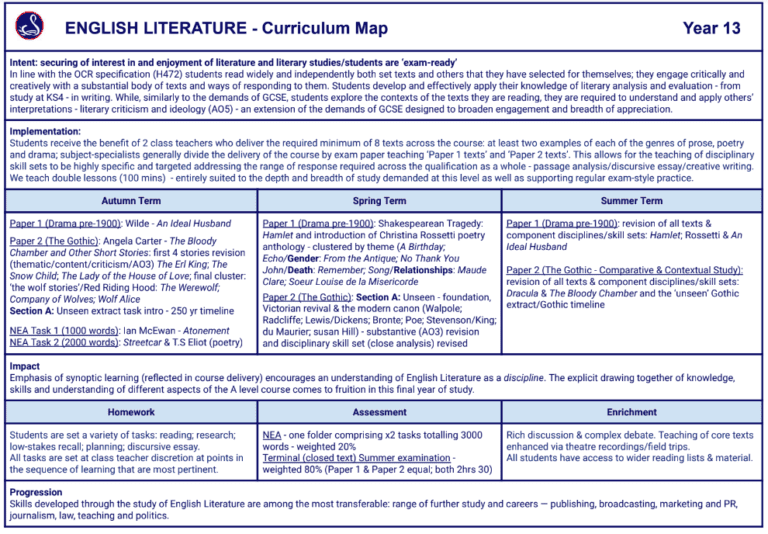 ENGLISH LITERATURE - Curriculum Map
Year 13
Intent: securing of interest in and enjoyment of literature and literary studies/students are ‘exam-ready’
In line with the OCR specification (H472) students read widely and independently both set texts and others that they have selected for themselves; they engage critically and
creatively with a substantial body of texts and ways of responding to them. Students develop and effectively apply their knowledge of literary analysis and evaluation - from
study at KS4 - in writing. While, similarly to the demands of GCSE, students explore the contexts of the texts they are reading, they are required to understand and apply others’
interpretations - literary criticism and ideology (AO5) - an extension of the demands of GCSE designed to broaden engagement and breadth of appreciation.
Implementation:
Students receive the benefit of 2 class teachers who deliver the required minimum of 8 texts across the course: at least two examples of each of the genres of prose, poetry
and drama; subject-specialists generally divide the delivery of the course by exam paper teaching ‘Paper 1 texts’ and ‘Paper 2 texts’. This allows for the teaching of disciplinary
skill sets to be highly specific and targeted addressing the range of response required across the qualification as a whole - passage analysis/discursive essay/creative writing.
We teach double lessons (100 mins) - entirely suited to the depth and breadth of study demanded at this level as well as supporting regular exam-style practice.
Autumn Term
Paper 1 (Drama pre-1900): Wilde - An Ideal Husband
Paper 2 (The Gothic): Angela Carter - The Bloody
Chamber and Other Short Stories: first 4 stories revision
(thematic/content/criticism/AO3) The Erl King; The
Snow Child; The Lady of the House of Love; final cluster:
‘the wolf stories’/Red Riding Hood: The Werewolf;
Company of Wolves; Wolf Alice
Section A: Unseen extract task intro - 250 yr timeline
NEA Task 1 (1000 words): Ian McEwan - Atonement
NEA Task 2 (2000 words): Streetcar & T.S Eliot (poetry)
Spring Term
Paper 1 (Drama pre-1900): Shakespearean Tragedy:
Hamlet and introduction of Christina Rossetti poetry
anthology - clustered by theme (A Birthday;
Echo/Gender: From the Antique; No Thank You
John/Death: Remember; Song/Relationships: Maude
Clare; Soeur Louise de la Misericorde
Paper 2 (The Gothic): Section A: Unseen - foundation,
Victorian revival & the modern canon (Walpole;
Radcliffe; Lewis/Dickens; Bronte; Poe; Stevenson/King;
du Maurier; susan Hill) - substantive (AO3) revision
and disciplinary skill set (close analysis) revised
Summer Term
Paper 1 (Drama pre-1900): revision of all texts &
component disciplines/skill sets: Hamlet; Rossetti & An
Ideal Husband
Paper 2 (The Gothic - Comparative & Contextual Study):
revision of all texts & component disciplines/skill sets:
Dracula & The Bloody Chamber and the ‘unseen’ Gothic
extract/Gothic timeline
Impact
Emphasis of synoptic learning (reflected in course delivery) encourages an understanding of English Literature as a discipline. The explicit drawing together of knowledge,
skills and understanding of different aspects of the A level course comes to fruition in this final year of study.
Homework
Students are set a variety of tasks: reading; research;
low-stakes recall; planning; discursive essay.
All tasks are set at class teacher discretion at points in
the sequence of learning that are most pertinent.
Assessment
NEA - one folder comprising x2 tasks totalling 3000
words - weighted 20%
Terminal (closed text) Summer examination -
weighted 80% (Paper 1 & Paper 2 equal; both 2hrs 30)
Enrichment
Rich discussion & complex debate. Teaching of core texts
enhanced via theatre recordings/field trips.
All students have access to wider reading lists & material.
Progression
Skills developed through the study of English Literature are among the most transferable: range of further study and careers — publishing, broadcasting, marketing and PR,
journalism, law, teaching and politics.